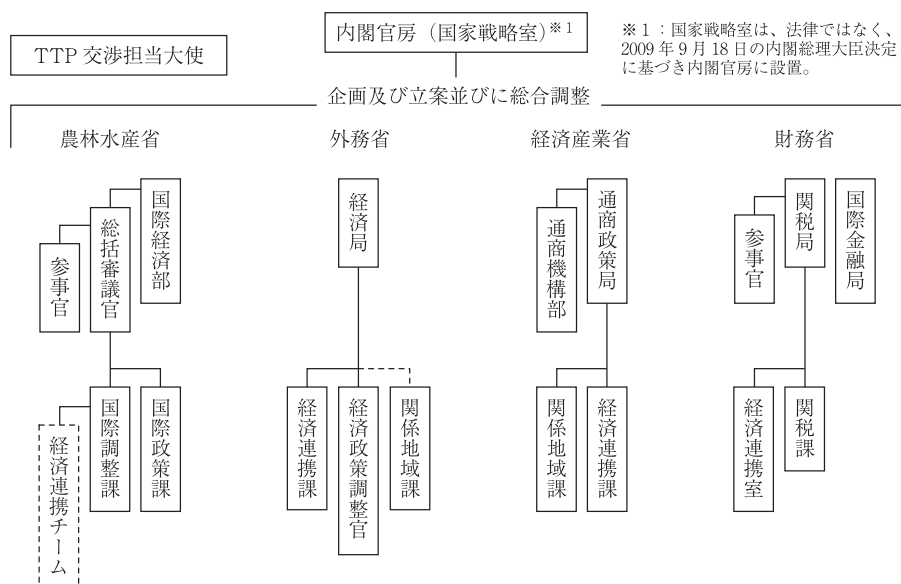 内閣官房（国家戦略室）※１
TTP 交渉担当大使
※１：国家戦略室は、法律ではなく、
2009 年 9 月 18 日の内閣総理大臣決定
に基づき内閣官房に設置。
企画及び立案並びに総合調整
農林水産省
外務省
経済産業省
財務省
国際経済部
総括審議官
参事官
経済局
通商政策局
通商機構部
関税局
参事官
国際金融局
経済連携チーム
国際調整課
国際政策課
経済連携課
経済政策調整官
関係地域課
関係地域課
経済連携課
経済連携室
関税課